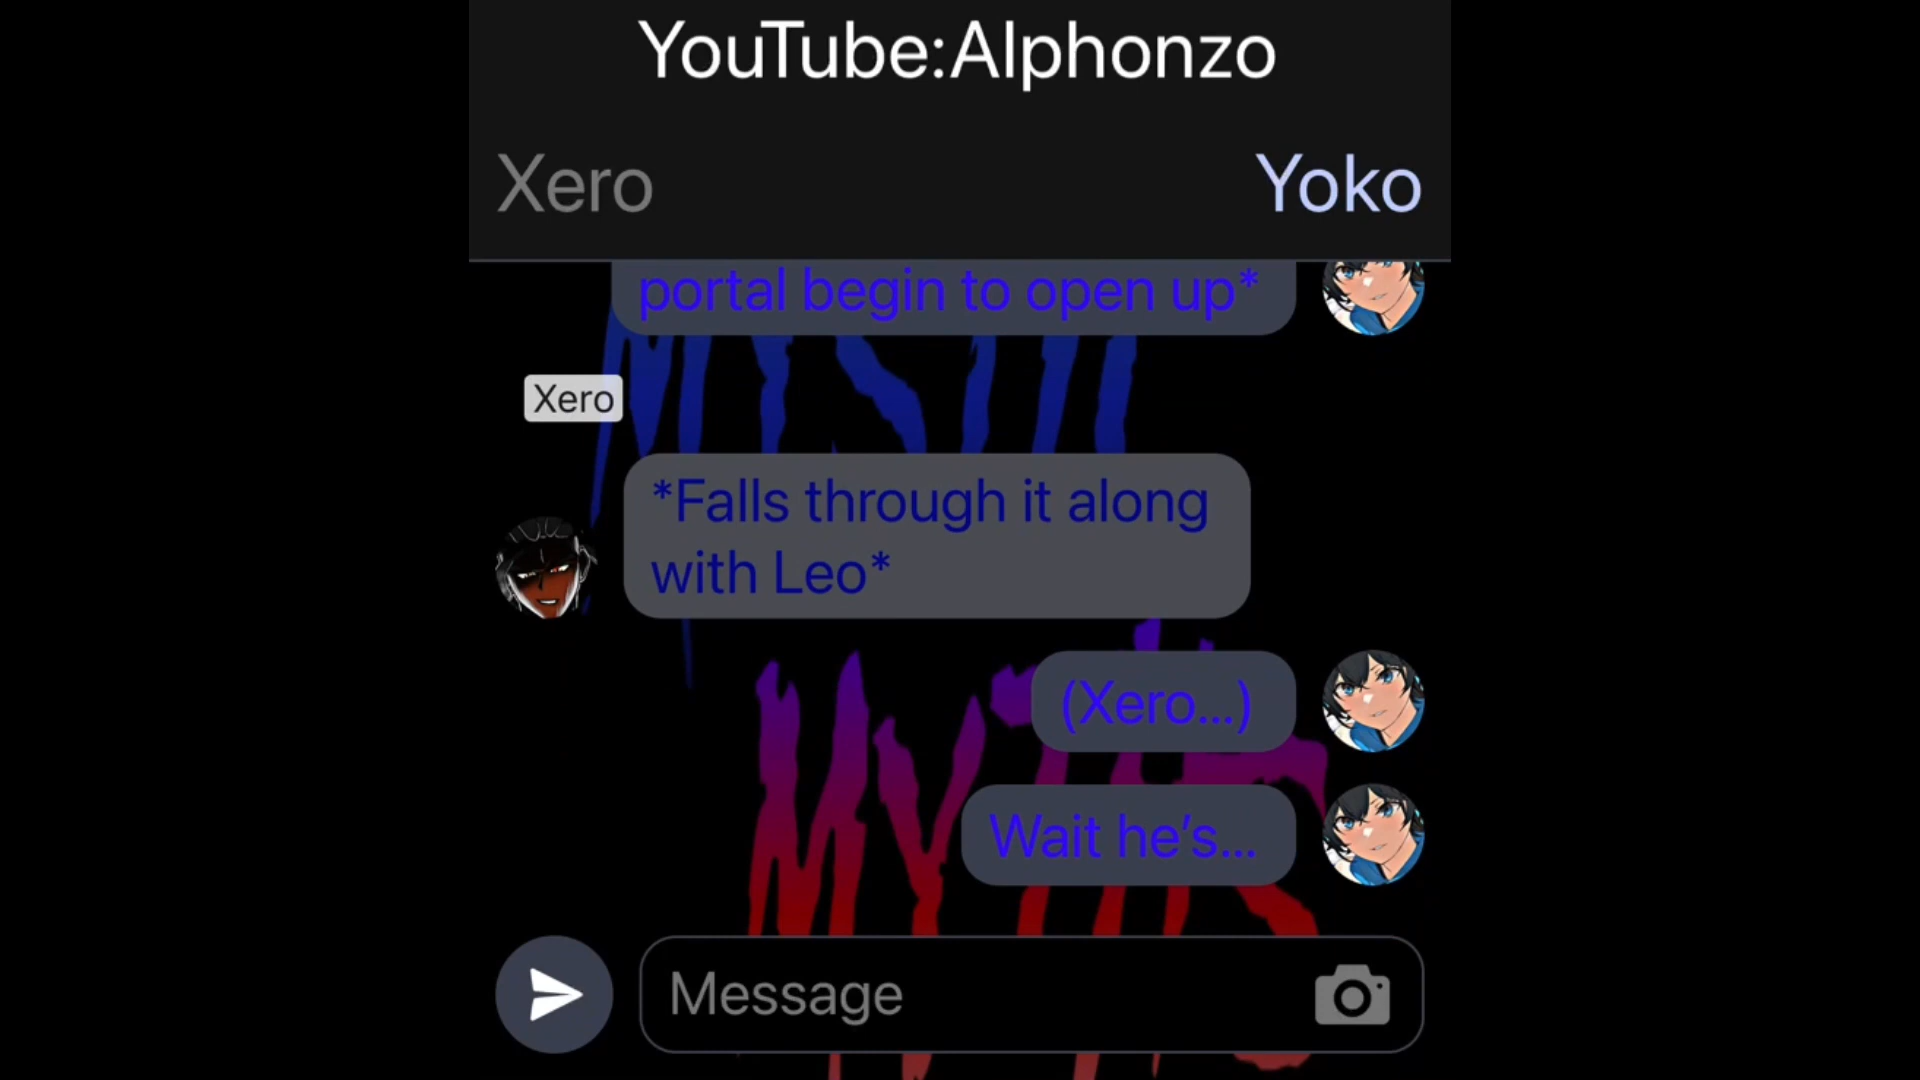 YouTube:Alphonzo
Xero
Yoko
portal begin to open up*
Xero
*Falls through it along
with Leo*
(Xero...)
Wait he’s...
Message